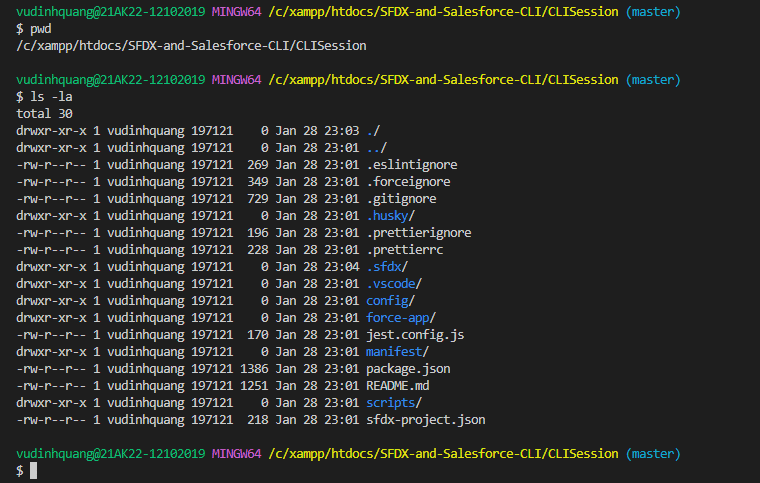 vudinhquang@21AK22-12102019 MINGW64 /c/xampp/htdocs/SFDX-and-Salesforce-CLI/CLISession (master)
$ pwd
/c/xampp/htdocs/SFDX-and-Salesforce-CLI/CLISession
vudinhquang@21AK22-12102019 MINGW64 /c/xampp/htdocs/SFDX-and-Salesforce-CLI/CLISession (master)
$ ls -la
total 30
drwxr-xr-x 1 vudinhquang 197121    0 Jan 28 23:03 ./
drwxr-xr-x 1 vudinhquang 197121    0 Jan 28 23:01 ../
-rw-r--r-- 1 vudinhquang 197121  269 Jan 28 23:01 .eslintignore
-rw-r--r-- 1 vudinhquang 197121  349 Jan 28 23:01 .forceignore
-rw-r--r-- 1 vudinhquang 197121  729 Jan 28 23:01 .gitignore
drwxr-xr-x 1 vudinhquang 197121    0 Jan 28 23:01 .husky/
-rw-r--r-- 1 vudinhquang 197121  196 Jan 28 23:01 .prettierignore
-rw-r--r-- 1 vudinhquang 197121  228 Jan 28 23:01 .prettierrc
drwxr-xr-x 1 vudinhquang 197121    0 Jan 28 23:04 .sfdx/
drwxr-xr-x 1 vudinhquang 197121    0 Jan 28 23:01 .vscode/
drwxr-xr-x 1 vudinhquang 197121    0 Jan 28 23:01 config/
drwxr-xr-x 1 vudinhquang 197121    0 Jan 28 23:01 force-app/
-rw-r--r-- 1 vudinhquang 197121  170 Jan 28 23:01 jest.config.js
drwxr-xr-x 1 vudinhquang 197121    0 Jan 28 23:01 manifest/
-rw-r--r-- 1 vudinhquang 197121 1386 Jan 28 23:01 package.json
-rw-r--r-- 1 vudinhquang 197121 1251 Jan 28 23:01 README.md
drwxr-xr-x 1 vudinhquang 197121    0 Jan 28 23:01 scripts/
-rw-r--r-- 1 vudinhquang 197121  218 Jan 28 23:01 sfdx-project.json
vudinhquang@21AK22-12102019 MINGW64 /c/xampp/htdocs/SFDX-and-Salesforce-CLI/CLISession (master)
$